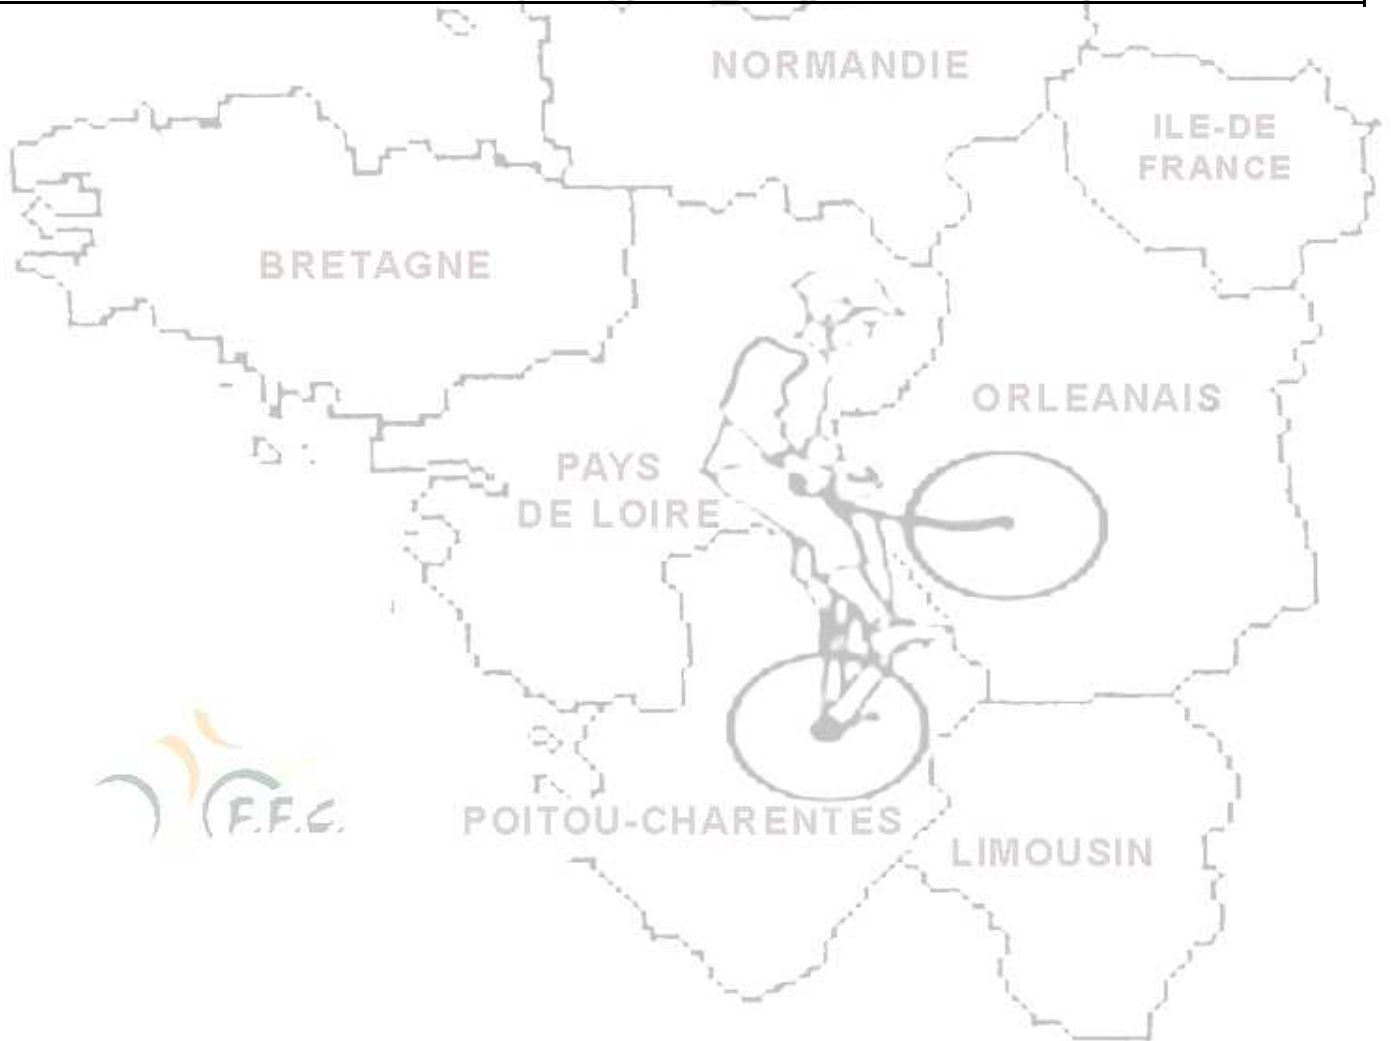 NORMANDIE
ILE-DE
FRANCE
BRETAGNE
ORLEANAIS
PAYS
DE LOIRE
F.F.C.
POITOU-CHARENTES
LIMOUSIN